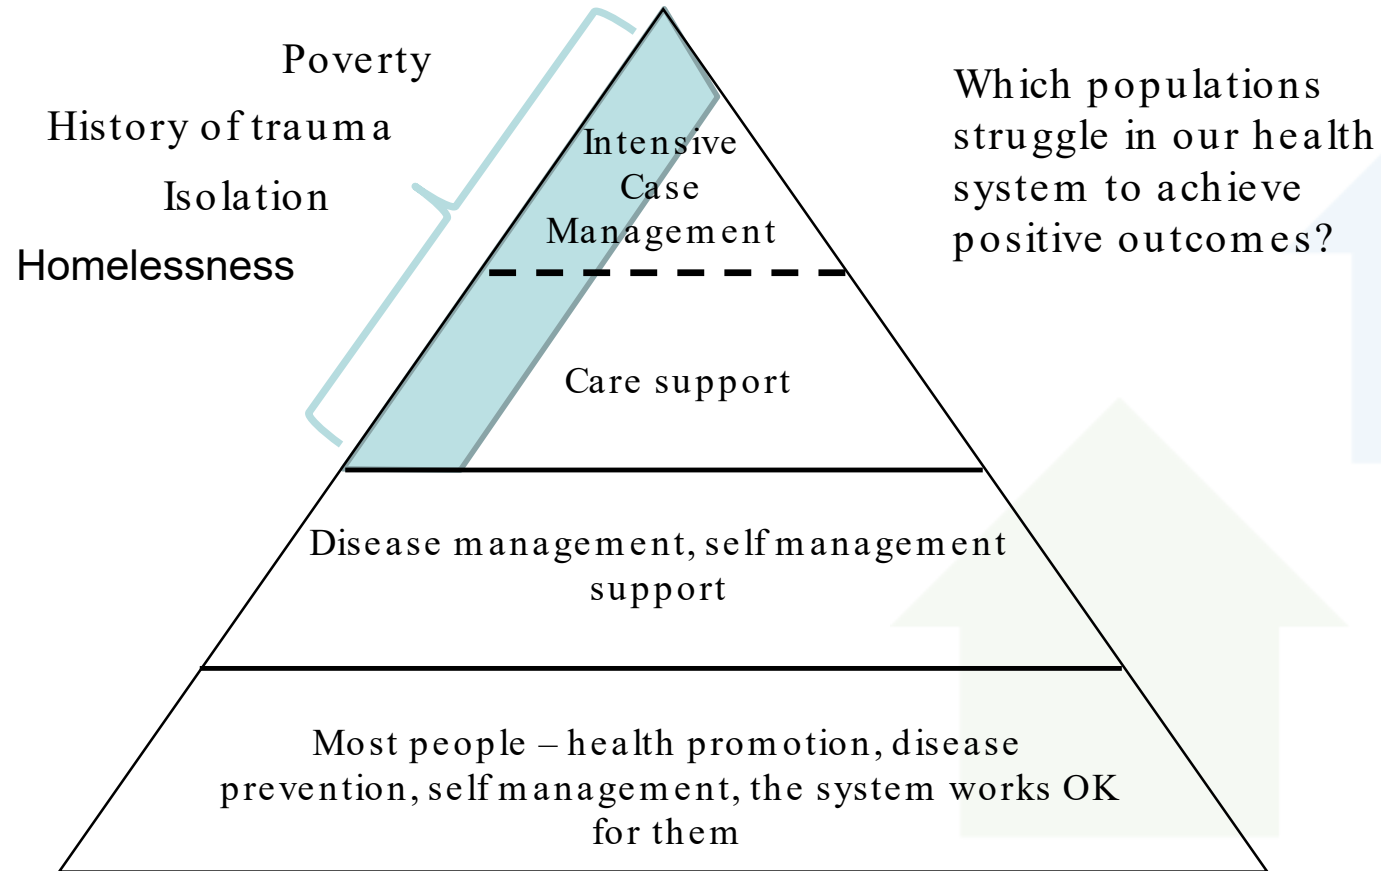 Poverty
History of trauma
Isolation
Homelessness
Which populations
struggle in our health
system to achieve
positive outcomes?
Intensive
Case
Management
Care support
Disease management, self management
support
Most people – health promotion, disease
prevention, self management, the system works OK
for them